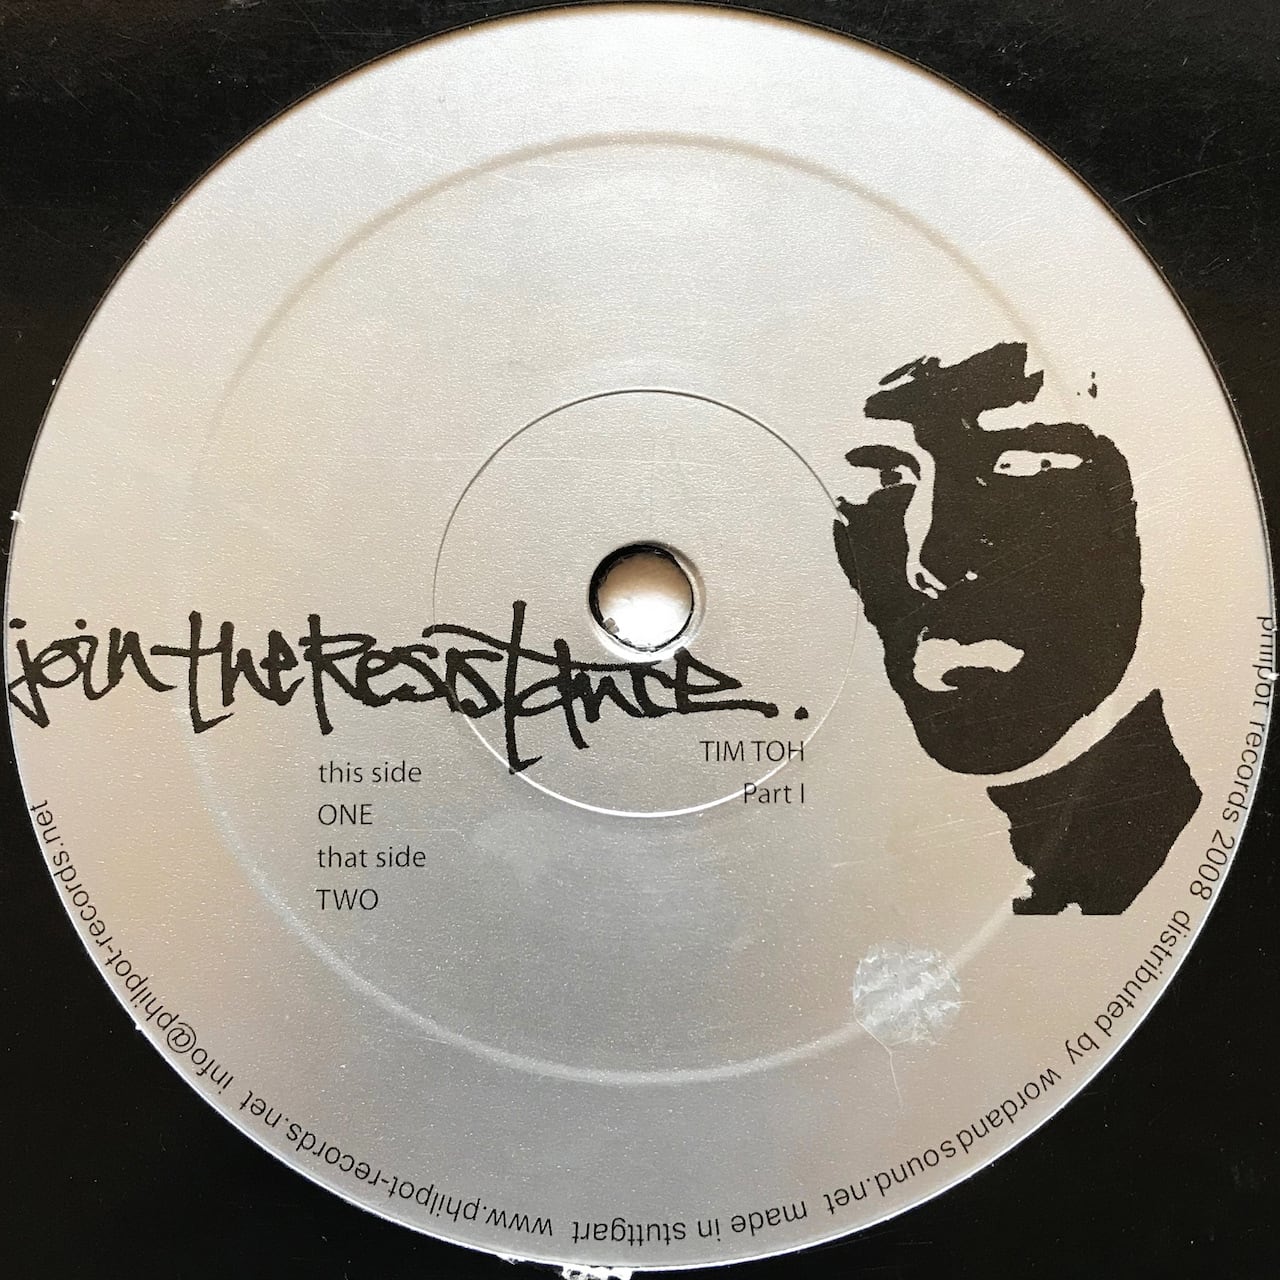 join the Resistance.
TIM TOH
Part I
this side
ONE
that side
TWO
philpot records 2008 distributed by wordandsound.net made in stuttgart www.philpot-records.net info@philpot-records.net